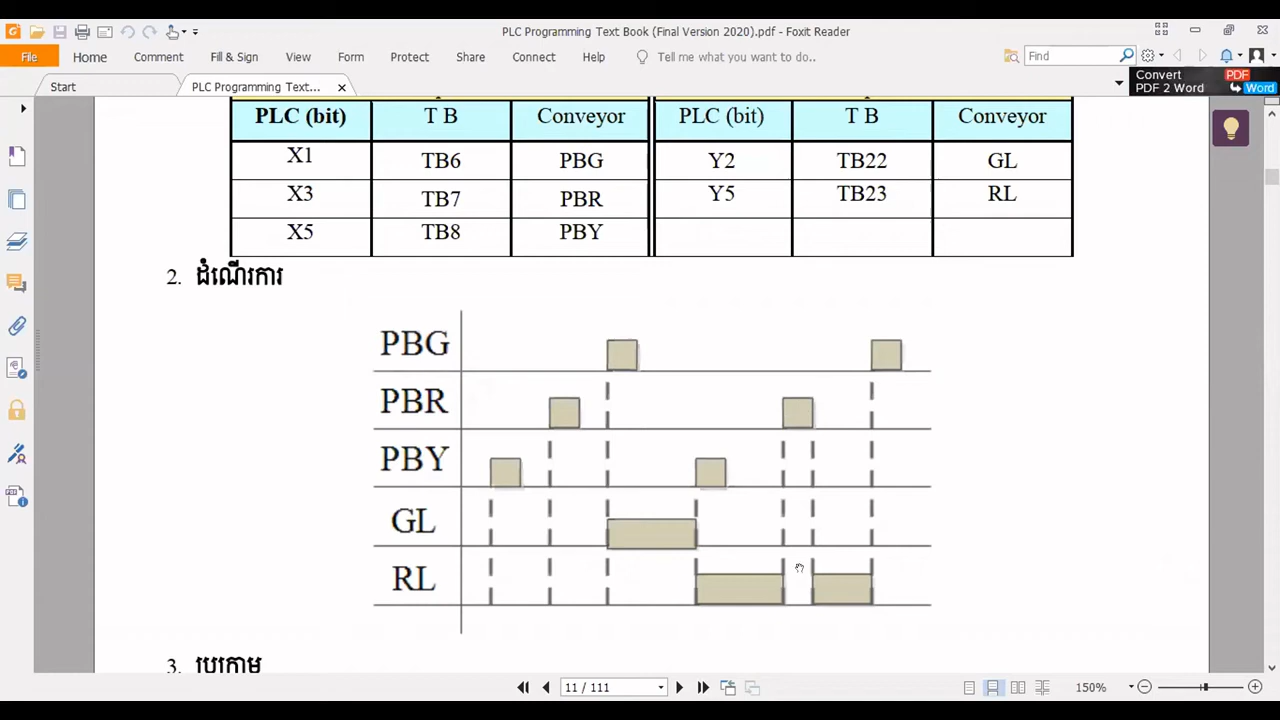 PLC Programming Text Book (Final Version 2020).pdf - Foxit Reader
File Home Comment Fill & Sign View Form Protect Share Connect Help Tell me what you want to do.. Find
Start PLC Programming Text... Convert PDF
PDF 2 Word Word
PLC (bit) T B Conveyor PLC (bit) T B Conveyor
X1 TB6 PBG Y2 TB22 GL
X3 TB7 PBR Y5 TB23 RL
X5 TB8 PBY
2. ដំណើរការ
PBG
PBR
PBY
GL
RL
3.
11 / 111 150%